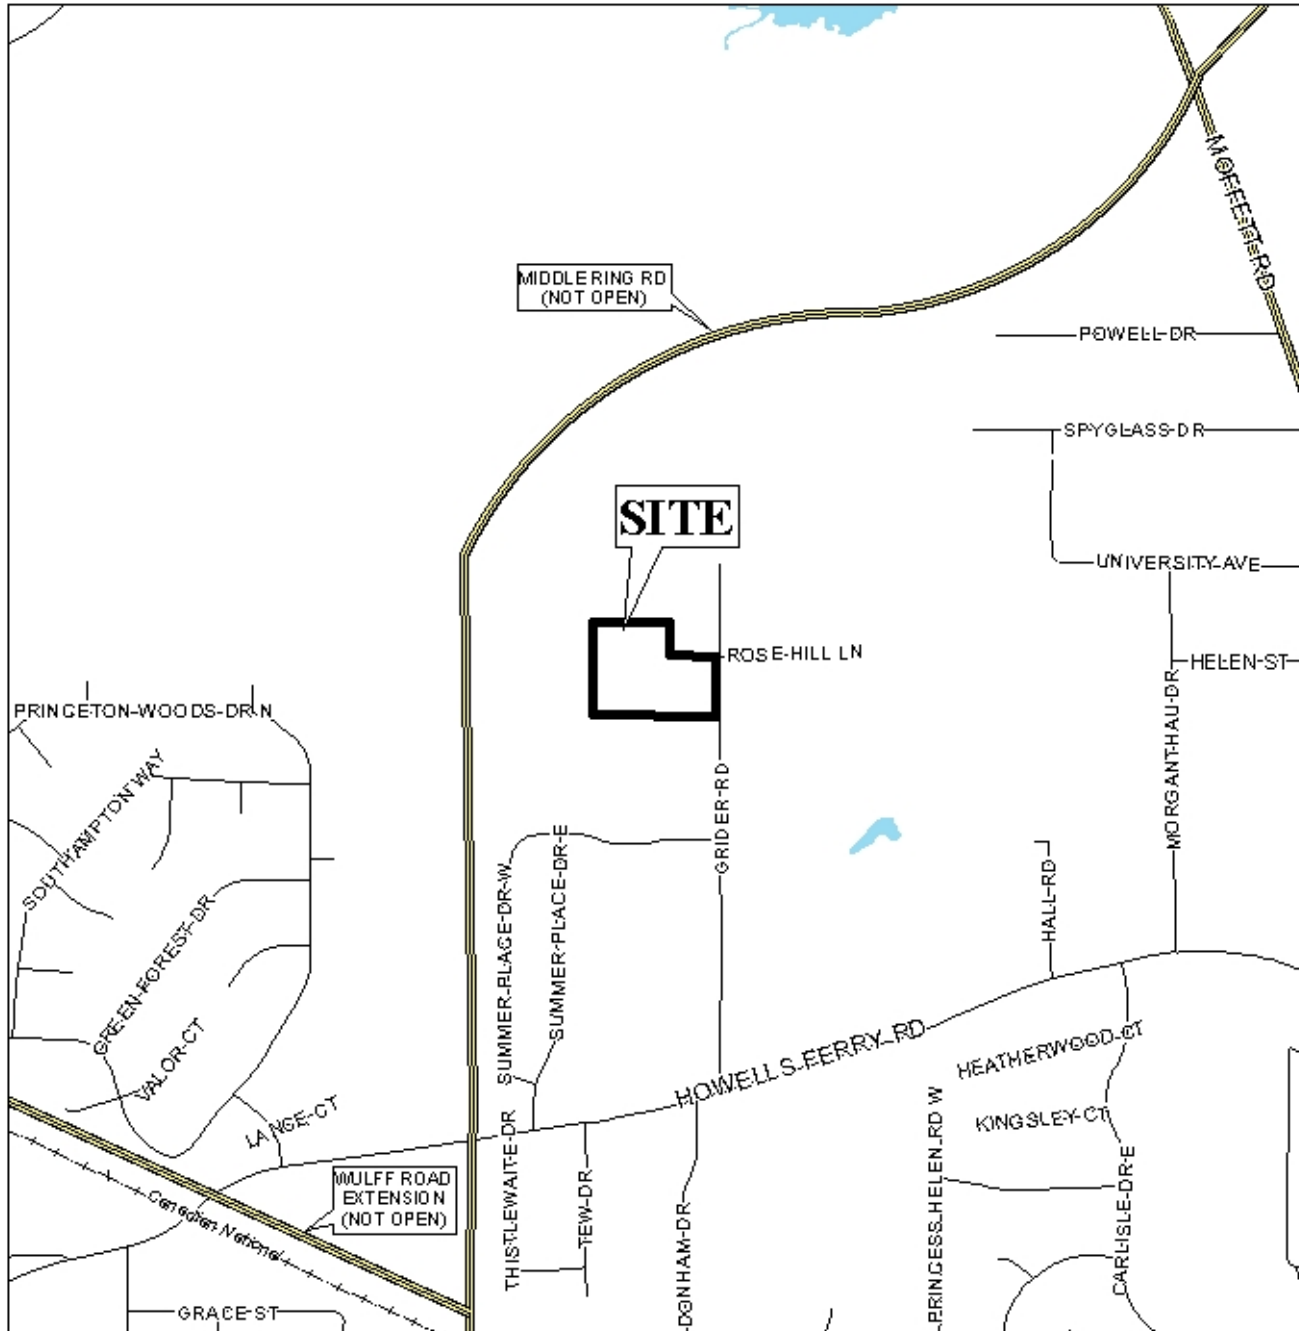 MOFFETT RD
MIDDLE RING RD
(NOT OPEN)
POWELL DR
SPYGLASS DR
SITE
UNIVERSITY AVE
ROSE HILL LN
HELEN ST
PRINCETON WOODS DR N
MORGANT HAU DR
SOUTHAMPTON WAY
GRIDER RD
SUMMER PLACE DR W
SUMMER PLACE DR E
HALL RD
GREEN FOREST DR
VALOR CT
HOWELLS FERRY RD
HEATHERWOOD CT
LANGE CT
KINGSLEY CT
WULFF ROAD
EXTENSION
(NOT OPEN)
THISTLEWAITE DR
TEW DR
DONHAM DR
PRINCESS HELEN RD W
CARLISLE DR E
Canadian National
GRACE ST